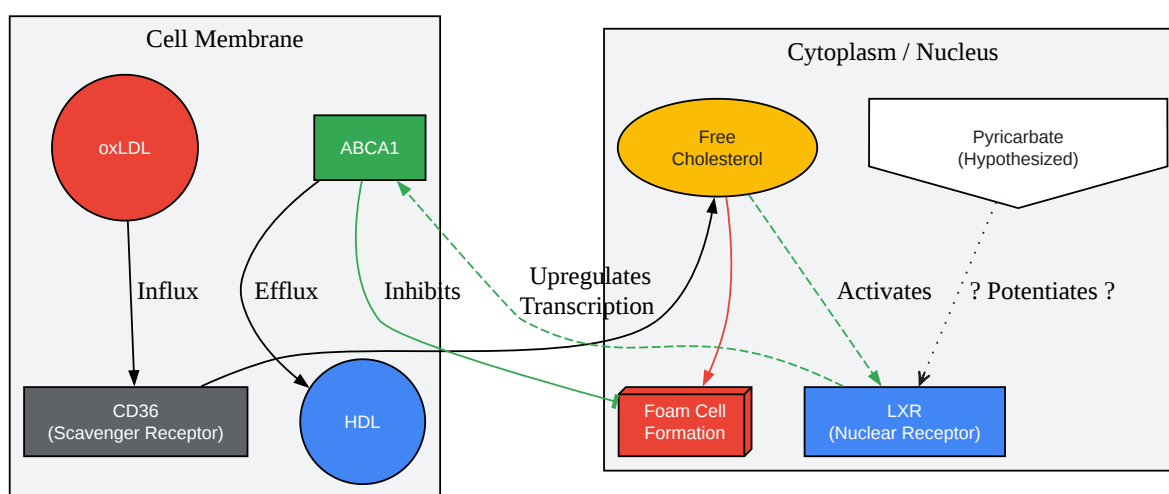 Cell Membrane
oxLDL
ABCA1
Influx
Efflux
Inhibits
CD36
(Scavenger Receptor)
HDL
Upregulates
Transcription
Cytoplasm / Nucleus
Free
Cholesterol
Pyricarbate
(Hypothesized)
Activates
? Potentiates ?
Foam Cell
Formation
LXR
(Nuclear Receptor)